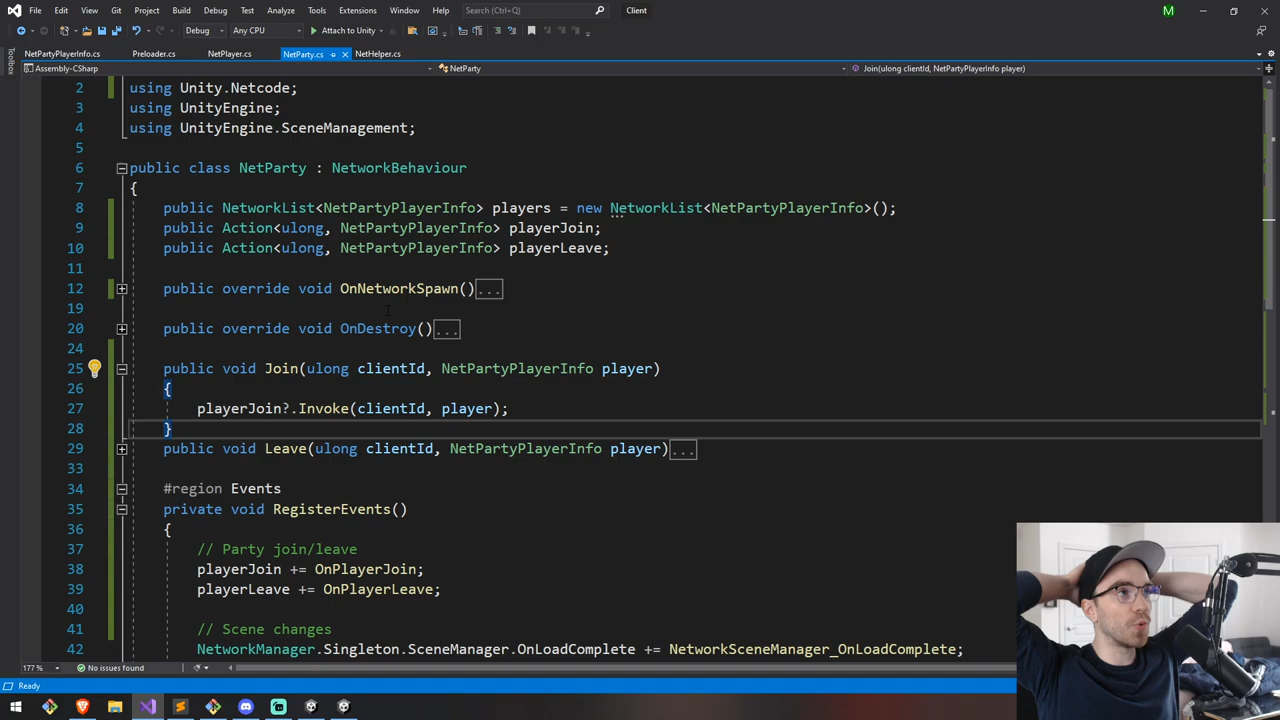 File Edit View Git Project Build Debug Test Analyze Tools Extensions Window Help Search (Ctrl+Q) Client M
Debug Any CPU Attach to Unity
Toolbox
NetPartyPlayerInfo.cs Preloader.cs NetPlayer.cs NetParty.cs NetHelper.cs
Assembly-CSharp NetParty Join(ulong clientId, NetPartyPlayerInfo player)
2 using Unity.Netcode;
3 using UnityEngine;
4 using UnityEngine.SceneManagement;
5
6 public class NetParty : NetworkBehaviour
7 {
8 public NetworkList<NetPartyPlayerInfo> players = new NetworkList<NetPartyPlayerInfo>();
9 public Action<ulong, NetPartyPlayerInfo> playerJoin;
10 public Action<ulong, NetPartyPlayerInfo> playerLeave;
11
12 public override void OnNetworkSpawn()...
19
20 public override void OnDestroy()...
24
25 public void Join(ulong clientId, NetPartyPlayerInfo player)
26 {
27 playerJoin?.Invoke(clientId, player);
28 }
29 public void Leave(ulong clientId, NetPartyPlayerInfo player)...
33
34 #region Events
35 private void RegisterEvents()
36 {
37 // Party join/leave
38 playerJoin += OnPlayerJoin;
39 playerLeave += OnPlayerLeave;
40
41 // Scene changes
42 NetworkManager.Singleton.SceneManager.OnLoadComplete += NetworkSceneManager_OnLoadComplete;
177 % No issues found
Ready